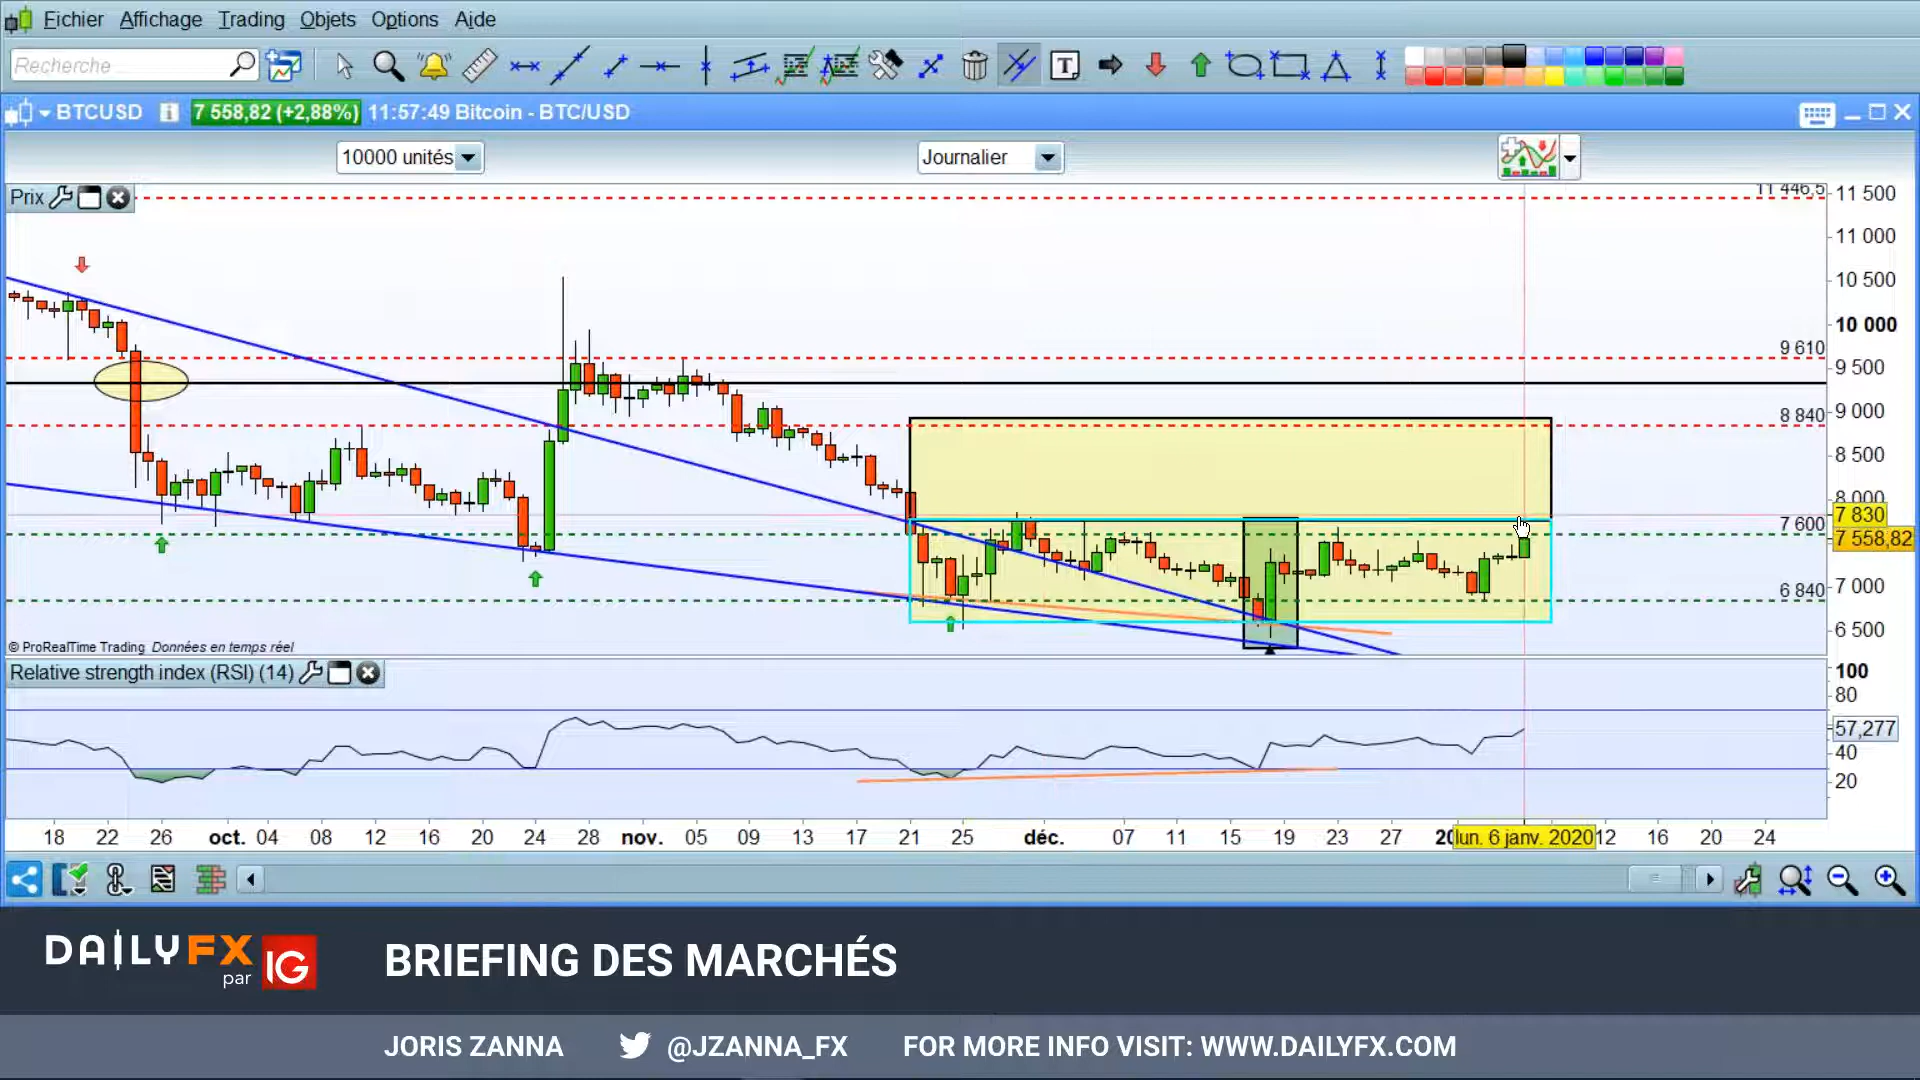 Fichier Affichage Trading Objets Options Aide
Recherche ...
BTCUSD 7 558,82 (+2,88%) 11:57:49 Bitcoin - BTC/USD
10000 unités Journalier
Prix
11 446,5
11 500
11 000
10 500
10 000
9 610
9 500
9 000
8 840
8 500
8 000
7 830
7 600
7 558,82
7 000
6 840
6 500
© ProRealTime Trading Données en temps réel
Relative strength index (RSI) (14)
100
80
57,277
40
20
18 22 26 oct. 04 08 12 16 20 24 28 nov. 05 09 13 17 21 25 déc. 07 11 15 19 23 27 20 lun. 6 janv. 2020 12 16 20 24
DAILYFX
par IG
BRIEFING DES MARCHÉS
JORIS ZANNA @JZANNA_FX FOR MORE INFO VISIT: WWW.DAILYFX.COM